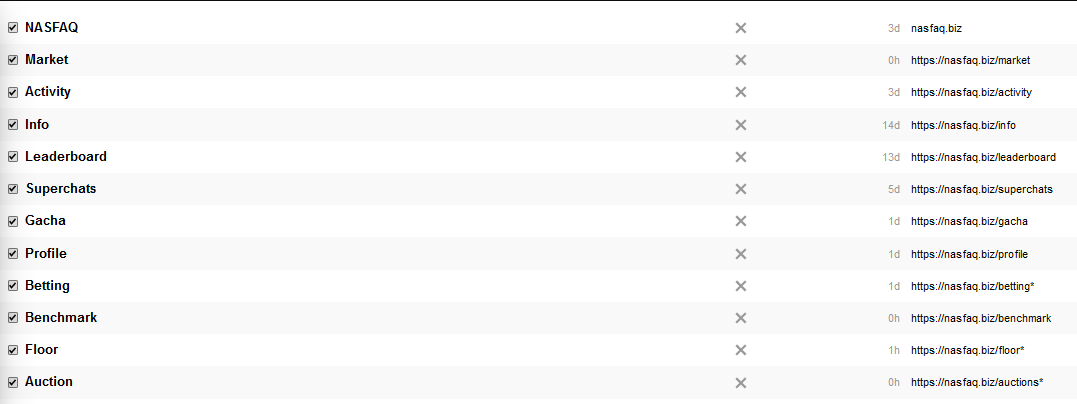 NASFAQ 3d nasfaq.biz
Market 0h https://nasfaq.biz/market
Activity 3d https://nasfaq.biz/activity
Info 14d https://nasfaq.biz/info
Leaderboard 13d https://nasfaq.biz/leaderboard
Superchats 5d https://nasfaq.biz/superchats
Gacha 1d https://nasfaq.biz/gacha
Profile 1d https://nasfaq.biz/profile
Betting 1d https://nasfaq.biz/betting*
Benchmark 0h https://nasfaq.biz/benchmark
Floor 1h https://nasfaq.biz/floor*
Auction 0h https://nasfaq.biz/auctions*